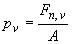 p_v = F_{n,v} / A